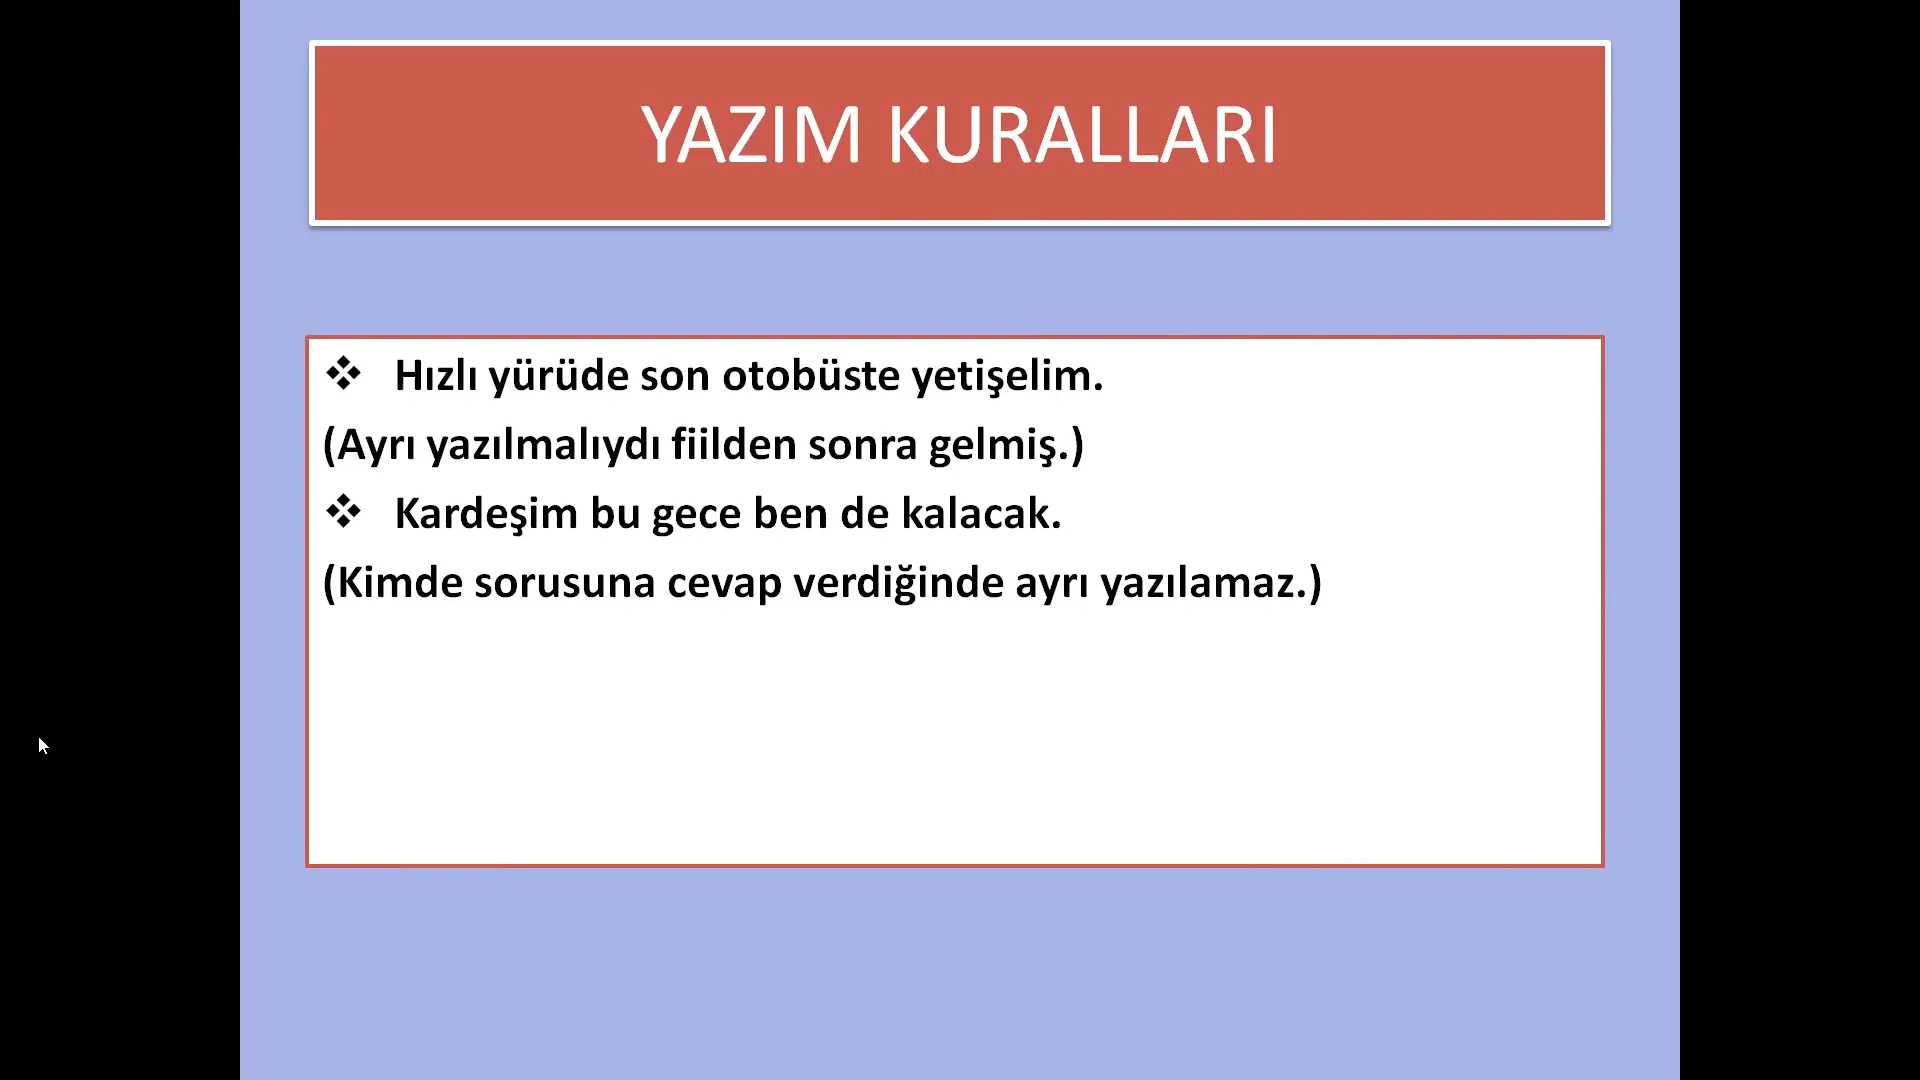 YAZIM KURALLARI
❖ Hızlı yürüde son otobüste yetişelim.
(Ayrı yazılmalıydı fiilden sonra gelmiş.)
❖ Kardeşim bu gece ben de kalacak.
(Kimde sorusuna cevap verdiğinde ayrı yazılamaz.)